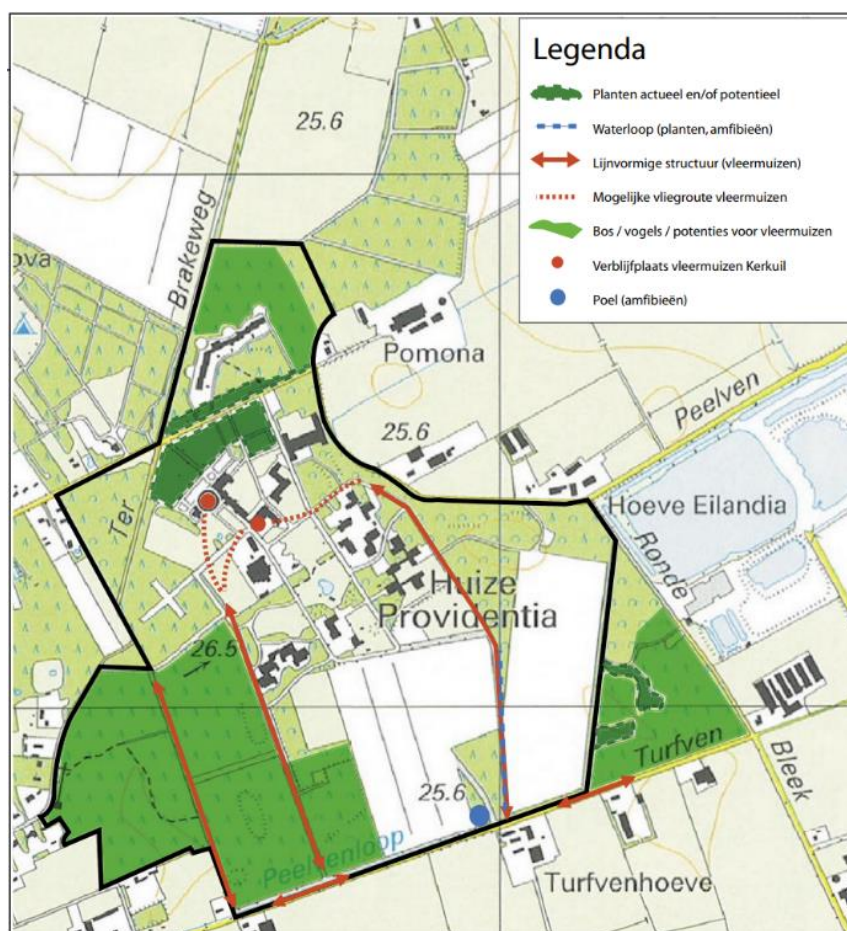 Legenda
Planten actueel en/of potentieel
Waterloop (planten, amfibieën)
Lijnvormige structuur (vleermuizen)
Mogelijke vliegroute vleermuizen
Bos / vogels / potenties voor vleermuizen
Verblijfplaats vleermuizen Kerkuil
Poel (amfibieën)
25.6
Brakeweg
ova
Pomona
Peelven
25.6
Hoeve Eilandia
Ter
Ronde
Huize
Providentia
26.5
Turfven
Bleek
25.6
Peelvenloop
Turfvenhoeve